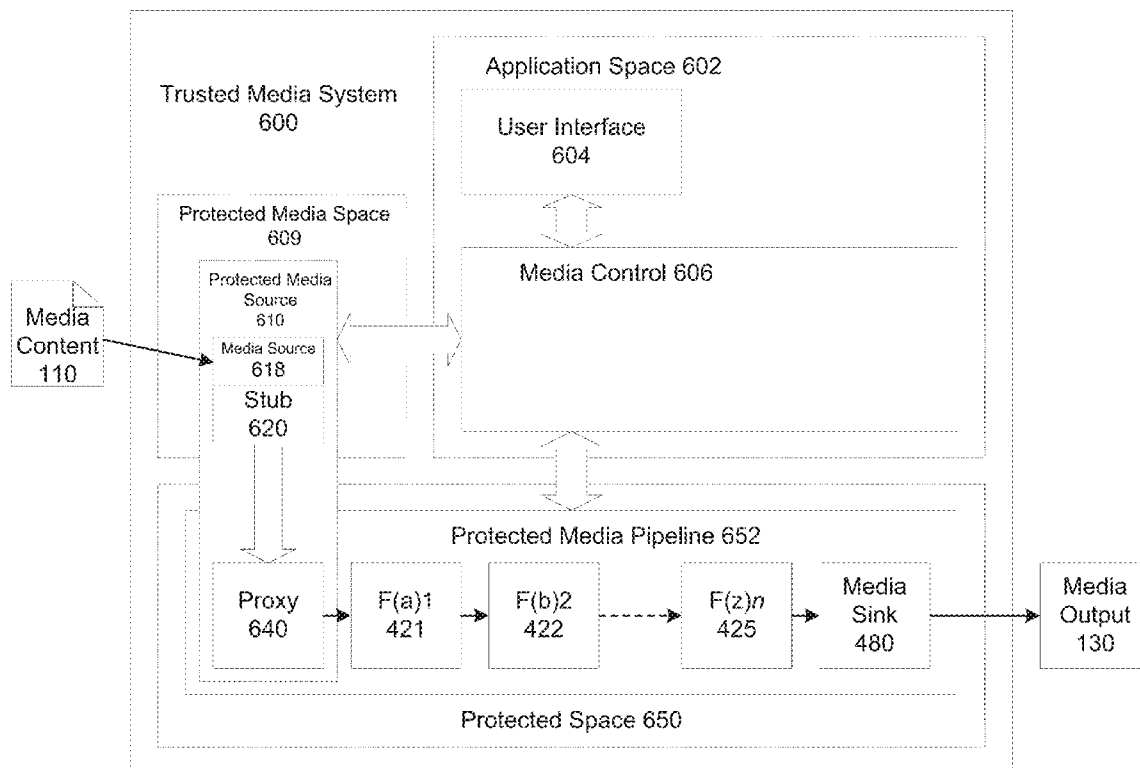 Trusted Media System
600
Application Space 602
User Interface
604
Protected Media Space
609
Protected Media
Source
610
Media Control 606
Media
Content
110
Media Source
618
Stub
620
Protected Media Pipeline 652
Proxy
640
F(a)1
421
F(b)2
422
F(z)n
425
Media
Sink
480
Media
Output
130
Protected Space 650